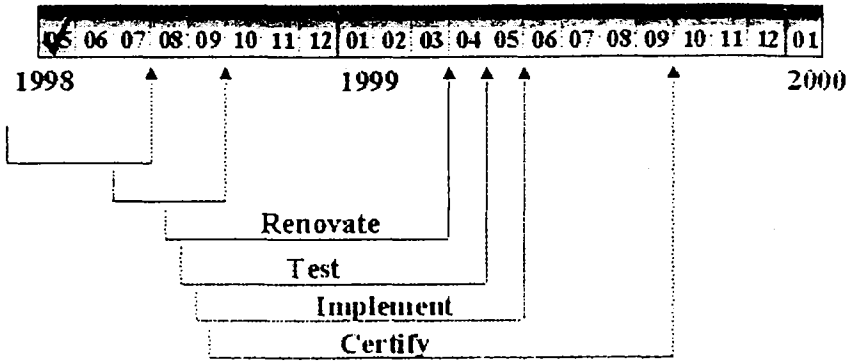 05 06 07 08 09 10 11 12 01 02 03 04 05 06 07 08 09 10 11 12 01
1998 1999 2000
Renovate
Test
Implement
Certify